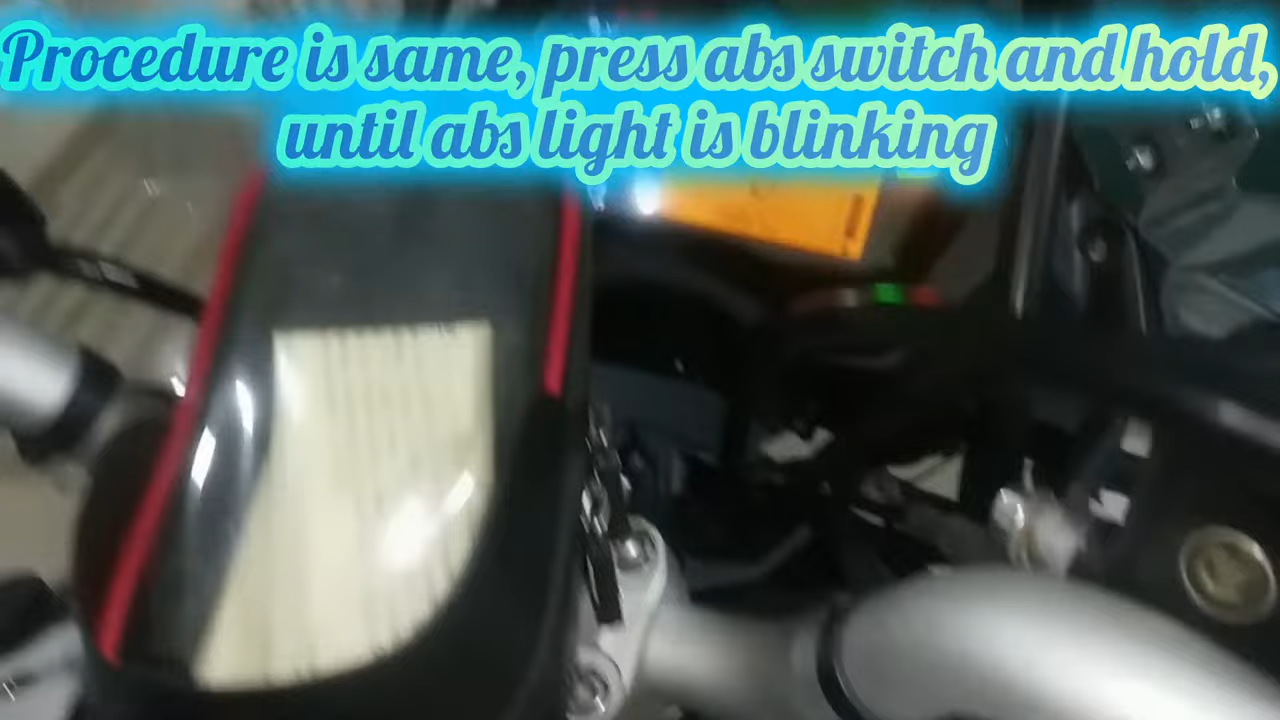 Procedure is same, press abs switch and hold,
until abs light is blinking